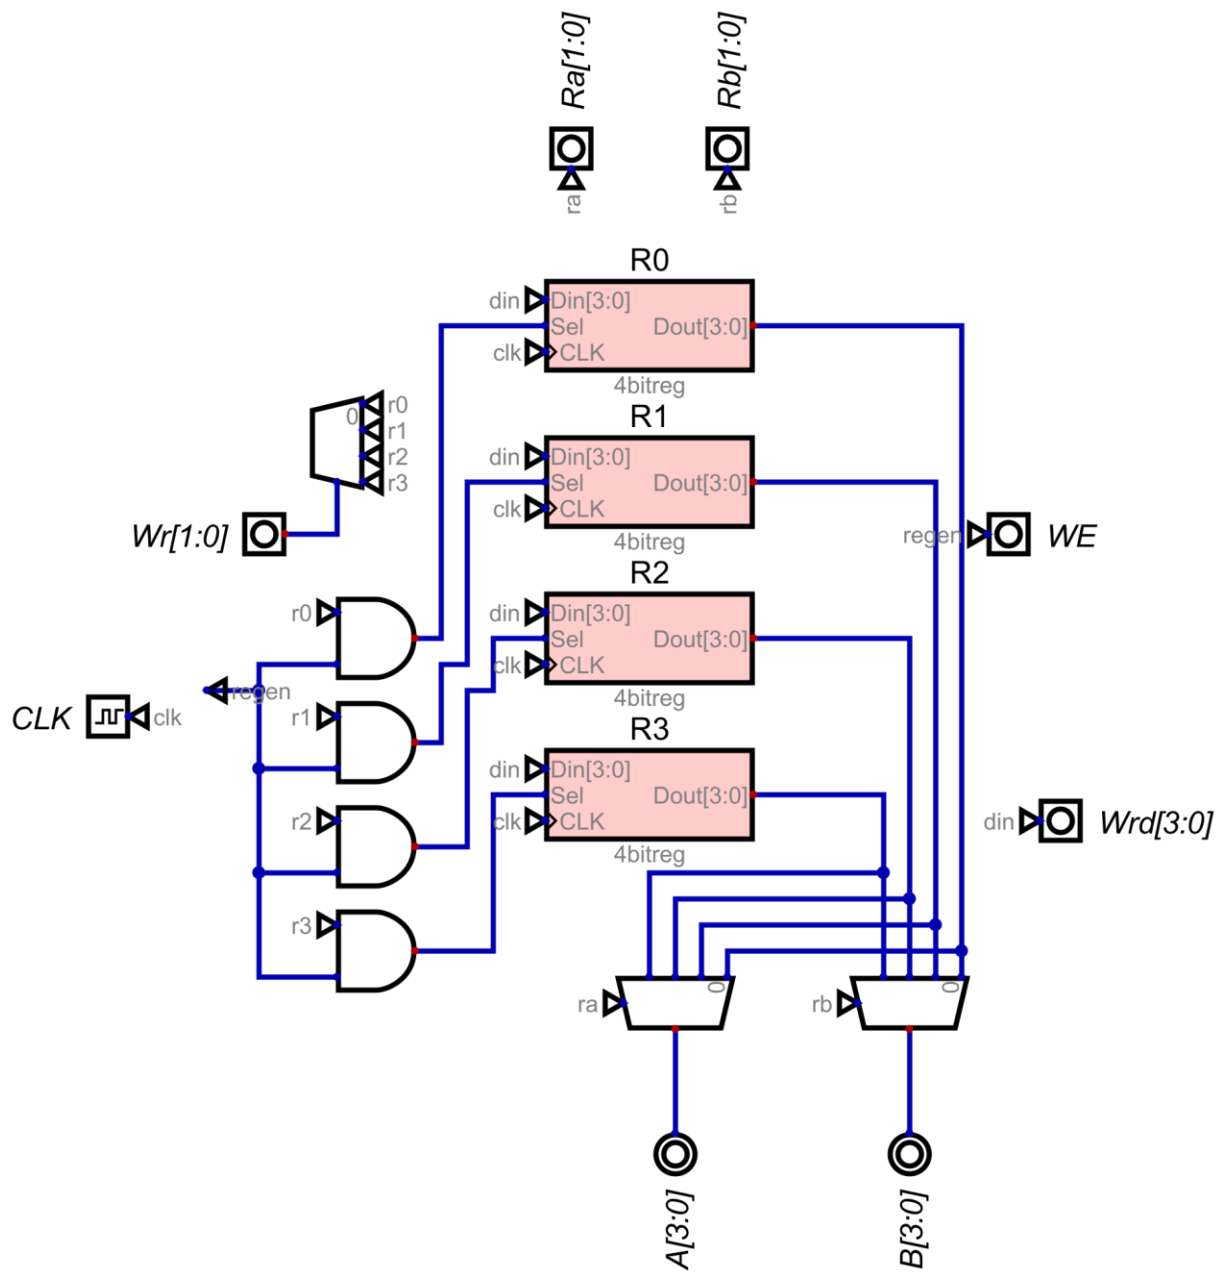 Ra[1:0]
Rb[1:0]
ra
rb
R0
din
Din[3:0]
Sel
Dout[3:0]
clk
CLK
4bitreg
0
r0
r1
r2
r3
R1
din
Din[3:0]
Sel
Dout[3:0]
clk
CLK
4bitreg
Wr[1:0]
regen
WE
R2
r0
din
Din[3:0]
Sel
Dout[3:0]
clk
CLK
4bitreg
regen
CLK
clk
r1
R3
din
Din[3:0]
Sel
Dout[3:0]
clk
CLK
4bitreg
r2
din
Wrd[3:0]
r3
ra
0
rb
0
A[3:0]
B[3:0]